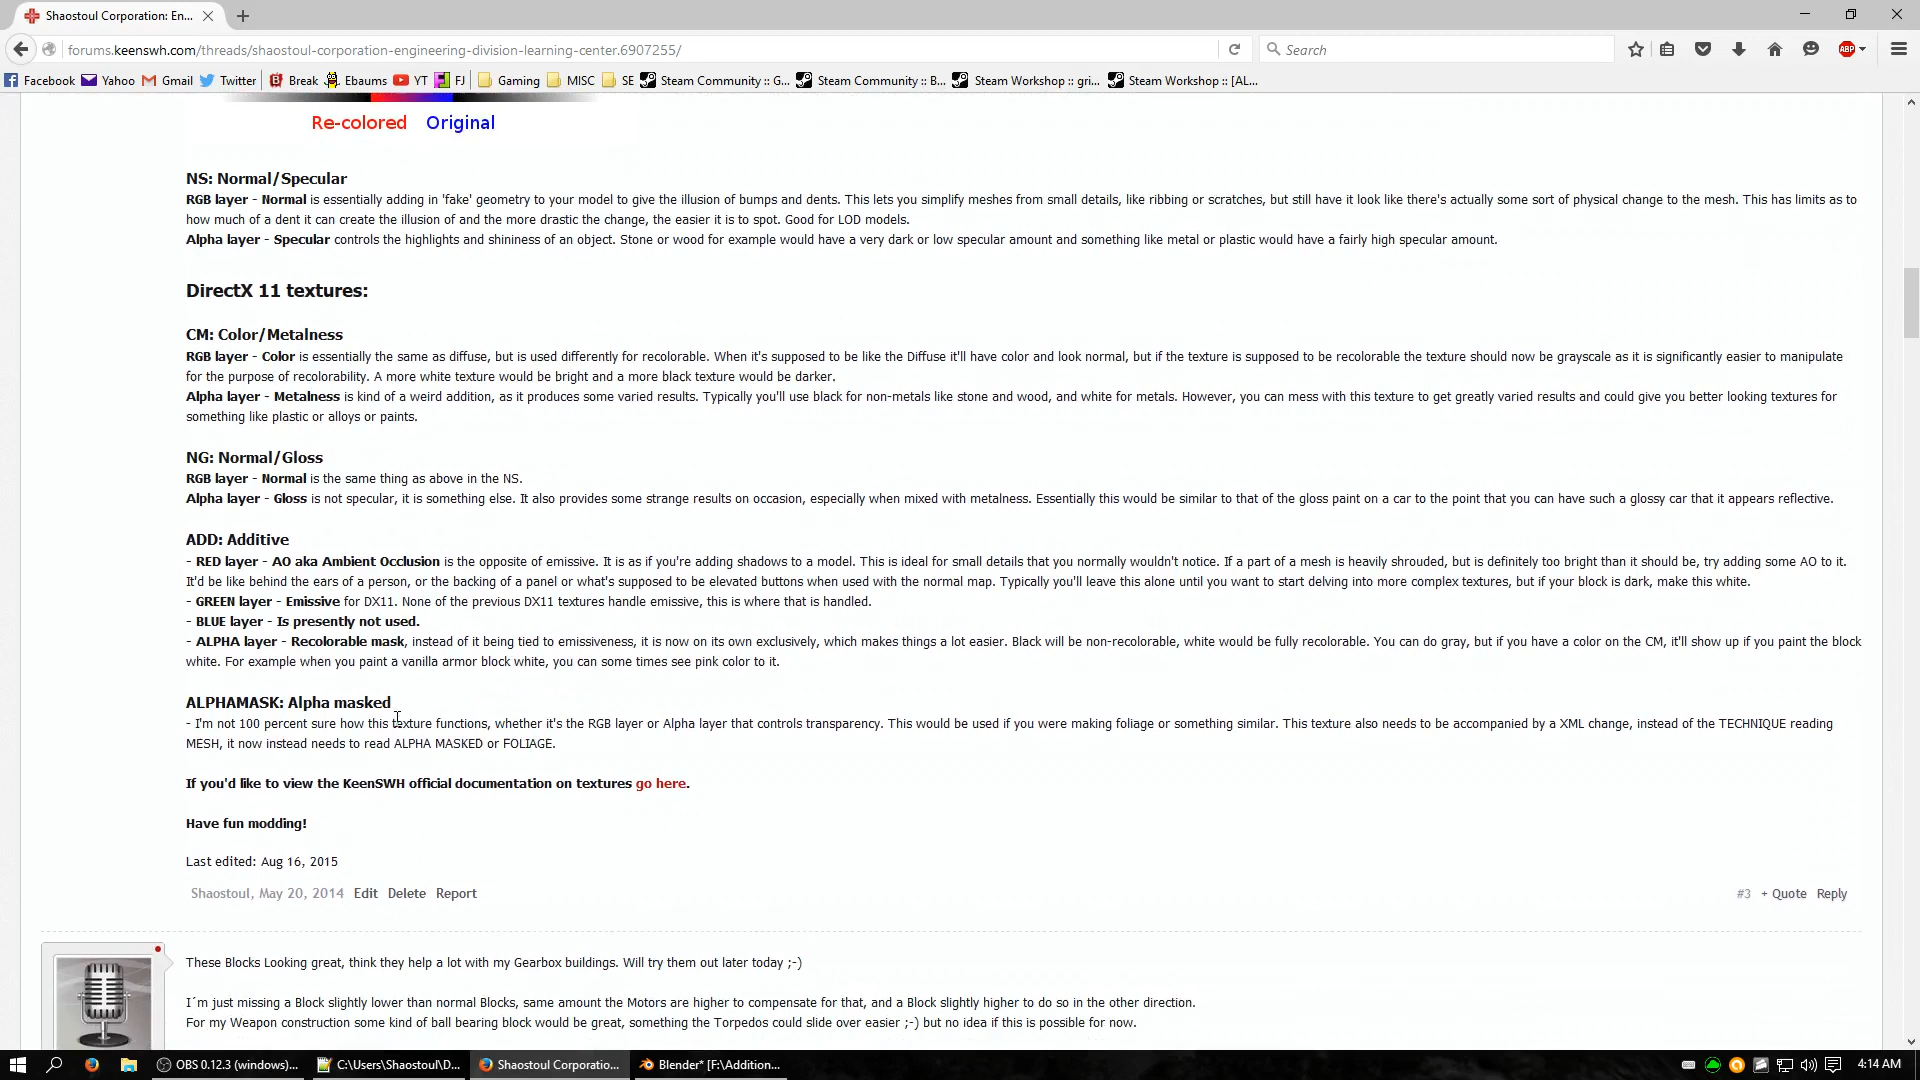 Shaostoul Corporation: En...
forums.keenswh.com/threads/shaostoul-corporation-engineering-division-learning-center.6907255/
Search
ABP
Facebook Yahoo Gmail Twitter Break Ebaums YT FJ Gaming MISC SE Steam Community :: G... Steam Community :: B... Steam Workshop :: gri... Steam Workshop :: [AL...
Re-colored Original
NS: Normal/Specular
RGB layer - Normal is essentially adding in 'fake' geometry to your model to give the illusion of bumps and dents. This lets you simplify meshes from small details, like ribbing or scratches, but still have it look like there's actually some sort of physical change to the mesh. This has limits as to
how much of a dent it can create the illusion of and the more drastic the change, the easier it is to spot. Good for LOD models.
Alpha layer - Specular controls the highlights and shininess of an object. Stone or wood for example would have a very dark or low specular amount and something like metal or plastic would have a fairly high specular amount.
DirectX 11 textures:
CM: Color/Metalness
RGB layer - Color is essentially the same as diffuse, but is used differently for recolorable. When it's supposed to be like the Diffuse it'll have color and look normal, but if the texture is supposed to be recolorable the texture should now be grayscale as it is significantly easier to manipulate
for the purpose of recolorability. A more white texture would be bright and a more black texture would be darker.
Alpha layer - Metalness is kind of a weird addition, as it produces some varied results. Typically you'll use black for non-metals like stone and wood, and white for metals. However, you can mess with this texture to get greatly varied results and could give you better looking textures for
something like plastic or alloys or paints.
NG: Normal/Gloss
RGB layer - Normal is the same thing as above in the NS.
Alpha layer - Gloss is not specular, it is something else. It also provides some strange results on occasion, especially when mixed with metalness. Essentially this would be similar to that of the gloss paint on a car to the point that you can have such a glossy car that it appears reflective.
ADD: Additive
- RED layer - AO aka Ambient Occlusion is the opposite of emissive. It is as if you're adding shadows to a model. This is ideal for small details that you normally wouldn't notice. If a part of a mesh is heavily shrouded, but is definitely too bright than it should be, try adding some AO to it.
It'd be like behind the ears of a person, or the backing of a panel or what's supposed to be elevated buttons when used with the normal map. Typically you'll leave this alone until you want to start delving into more complex textures, but if your block is dark, make this white.
- GREEN layer - Emissive for DX11. None of the previous DX11 textures handle emissive, this is where that is handled.
- BLUE layer - Is presently not used.
- ALPHA layer - Recolorable mask, instead of it being tied to emissiveness, it is now on its own exclusively, which makes things a lot easier. Black will be non-recolorable, white would be fully recolorable. You can do gray, but if you have a color on the CM, it'll show up if you paint the block
white. For example when you paint a vanilla armor block white, you can some times see pink color to it.
ALPHAMASK: Alpha masked
- I'm not 100 percent sure how this texture functions, whether it's the RGB layer or Alpha layer that controls transparency. This would be used if you were making foliage or something similar. This texture also needs to be accompanied by a XML change, instead of the TECHNIQUE reading
MESH, it now instead needs to read ALPHA MASKED or FOLIAGE.
If you'd like to view the KeenSWH official documentation on textures go here.
Have fun modding!
Last edited: Aug 16, 2015
Shaostoul, May 20, 2014 Edit Delete Report #3 + Quote Reply
These Blocks Looking great, think they help a lot with my Gearbox buildings. Will try them out later today ;-)
I´m just missing a Block slightly lower than normal Blocks, same amount the Motors are higher to compensate for that, and a Block slightly higher to do so in the other direction.
For my Weapon construction some kind of ball bearing block would be great, something the Torpedos could slide over easier ;-) but no idea if this is possible for now.
OBS 0.12.3 (windows)... C:\Users\Shaostoul\D... Shaostoul Corporatio... Blender* [F:\Addition... 4:14 AM